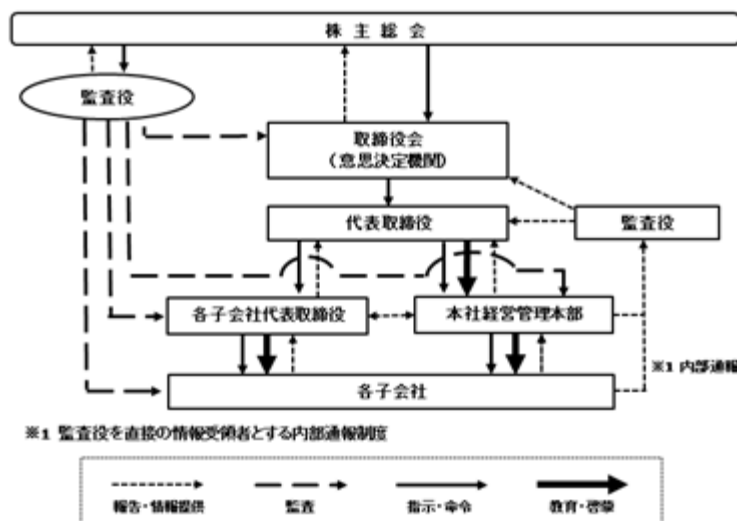 株主総会
監査役
取締役会
(意思決定機関)
代表取締役
監査役
各子会社代表取締役
本社経営管理本部
※1 内部通報
各子会社
※1 監査役を直接の情報受領者とする内部通報制度
報告・情報提供
監査
指示・命令
教育・啓蒙